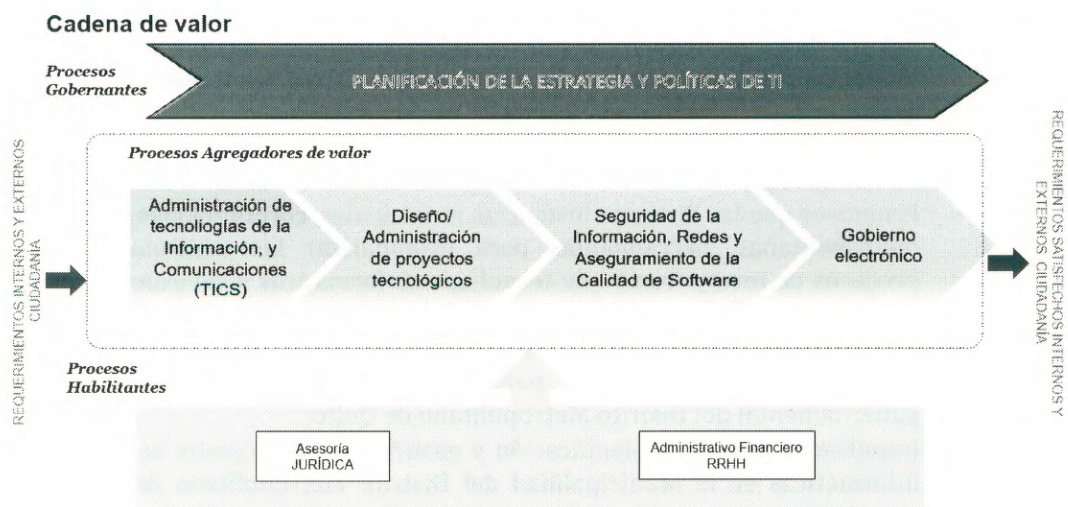 Cadena de valor
Procesos
Gobernantes
PLANIFICACIÓN DE LA ESTRATEGIA Y POLÍTICAS DE TI
REQUERIMIENTOS INTERNOS Y EXTERNOS
CIUDADANÍA
Procesos Agregadores de valor
Administración de
tecnologías de la
Información, y
Comunicaciones
(TICS)
Diseño/
Administración
de proyectos
tecnológicos
Seguridad de la
Información, Redes y
Aseguramiento de la
Calidad de Software
Gobierno
electrónico
REQUERIMIENTOS SATISFECHOS INTERNOS Y
EXTERNOS CIUDADANÍA
Procesos
Habilitantes
Asesoría
JURÍDICA
Administrativo Financiero
RRHH